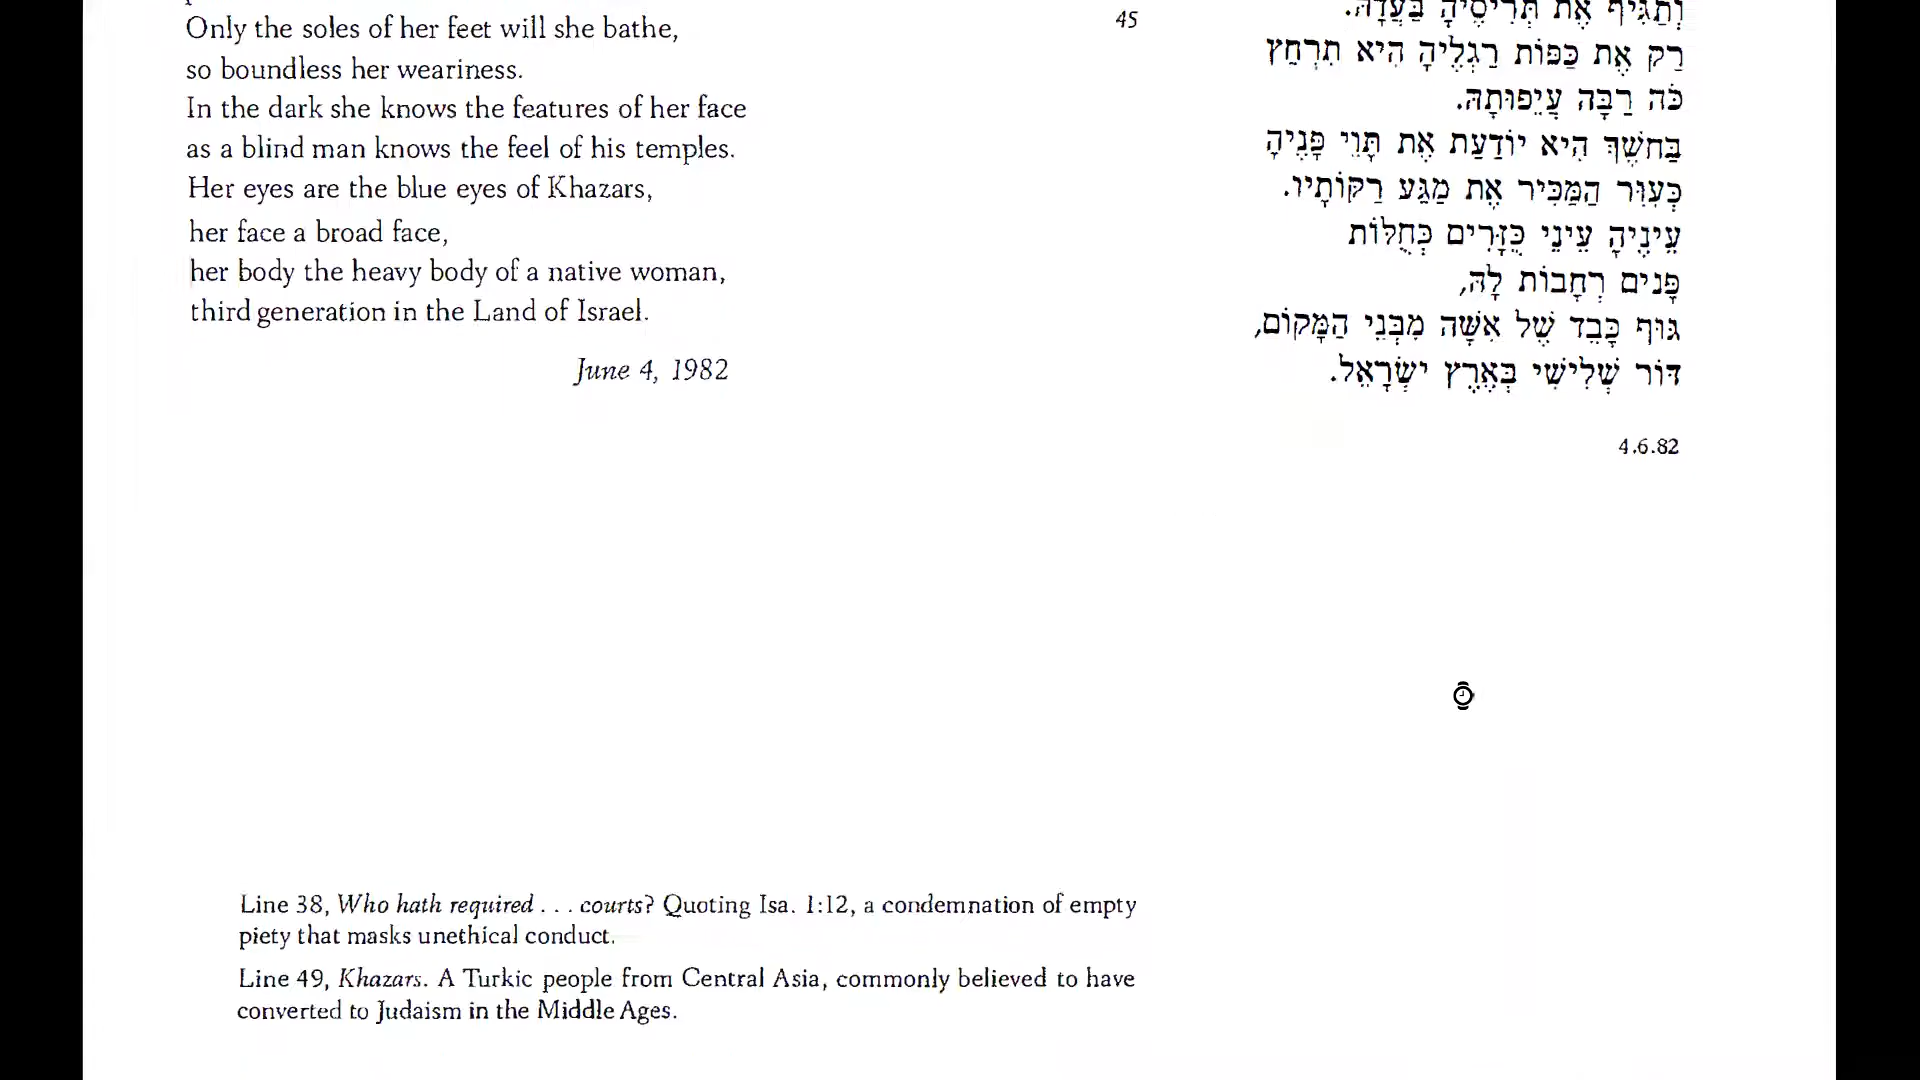 Only the soles of her feet will she bathe,
45
so boundless her weariness.
In the dark she knows the features of her face
as a blind man knows the feel of his temples.
Her eyes are the blue eyes of Khazars,
her face a broad face,
her body the heavy body of a native woman,
third generation in the Land of Israel.
June 4, 1982
וְתַגִּיף אֶת תְּרִיסֶיהָ בַּעֲדָהּ.
רַק אֶת כַּפּוֹת רַגְלֶיהָ הִיא תִרְחַץ
כֹּה רַבָּה עֲיֵפוּתָהּ.
בַּחֹשֶׁךְ הִיא יוֹדַעַת אֶת תָּוֵי פָּנֶיהָ
כְּעִוֵּר הַמַּכִּיר אֶת מַגַּע רַקּוֹתָיו.
עֵינֶיהָ עֵינֵי כֻּזָּרִים כְּחֻלּוֹת
פָּנִים רְחָבוֹת לָהּ,
גּוּף כָּבֵד שֶׁל אִשָּׁה מִבְּנֵי הַמָּקוֹם,
דּוֹר שְׁלִישִׁי בְּאֶרֶץ יִשְׂרָאֵל.
4.6.82
Line 38, Who hath required . . . courts? Quoting Isa. 1:12, a condemnation of empty
piety that masks unethical conduct.
Line 49, Khazars. A Turkic people from Central Asia, commonly believed to have
converted to Judaism in the Middle Ages.